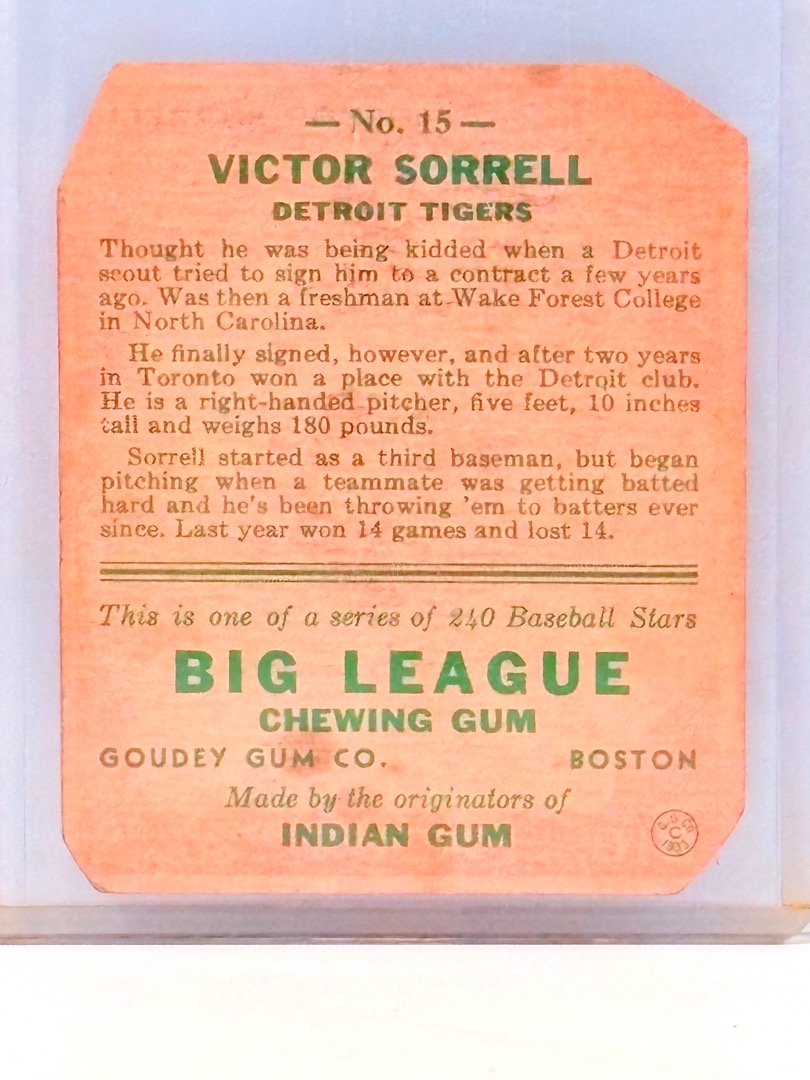 — No. 15 —
VICTOR SORRELL
DETROIT TIGERS
Thought he was being kidded when a Detroit
scout tried to sign him to a contract a few years
ago. Was then a freshman at Wake Forest College
in North Carolina.
He finally signed, however, and after two years
in Toronto won a place with the Detroit club.
He is a right-handed pitcher, five feet, 10 inches
tall and weighs 180 pounds.
Sorrell started as a third baseman, but began
pitching when a teammate was getting batted
hard and he's been throwing 'em to batters ever
since. Last year won 14 games and lost 14.
This is one of a series of 240 Baseball Stars
BIG LEAGUE
CHEWING GUM
GOUDEY GUM CO. BOSTON
Made by the originators of
INDIAN GUM
G. G. Co.
C
1933